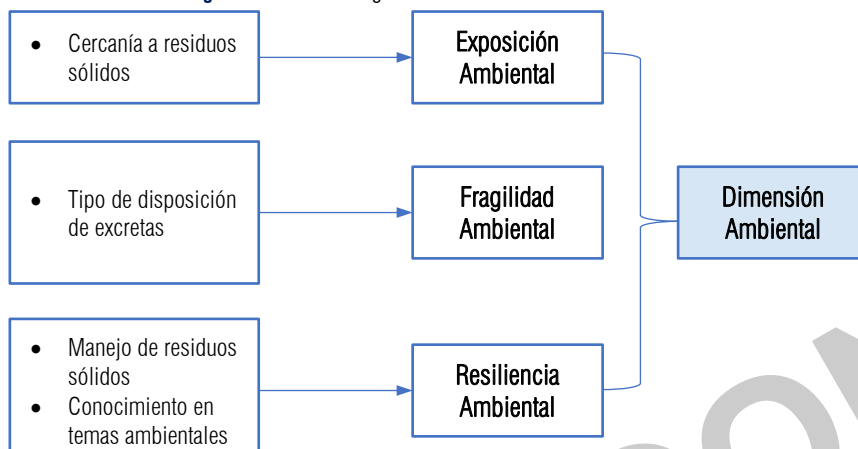 • Cercanía a residuos
sólidos
Exposición
Ambiental
• Tipo de disposición
de excretas
Fragilidad
Ambiental
Dimensión
Ambiental
• Manejo de residuos
sólidos
• Conocimiento en
temas ambientales
Resiliencia
Ambiental